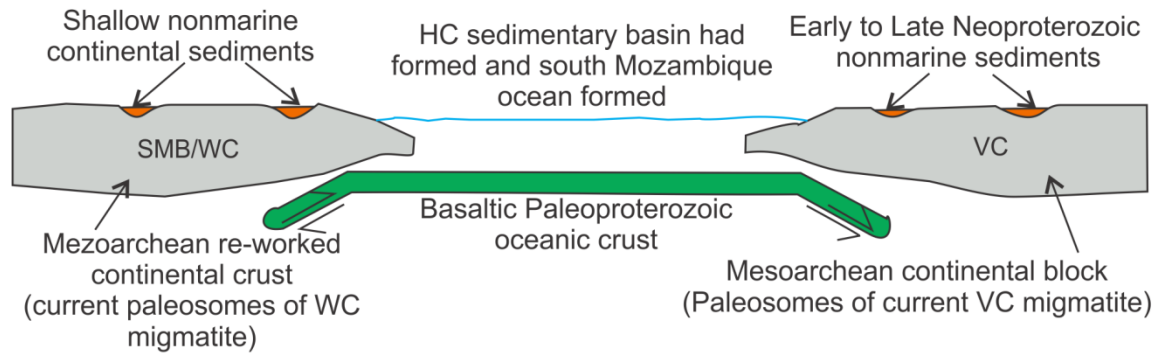 Shallow nonmarine
continental sediments
HC sedimentary basin had
formed and south Mozambique
ocean formed
Early to Late Neoproterozoic
nonmarine sediments
SMB/WC
VC
Basaltic Paleoproterozoic
oceanic crust
Mezoarchean re-worked
continental crust
(current paleosomes of WC
migmatite)
Mesoarchean continental block
(Paleosomes of current VC migmatite)